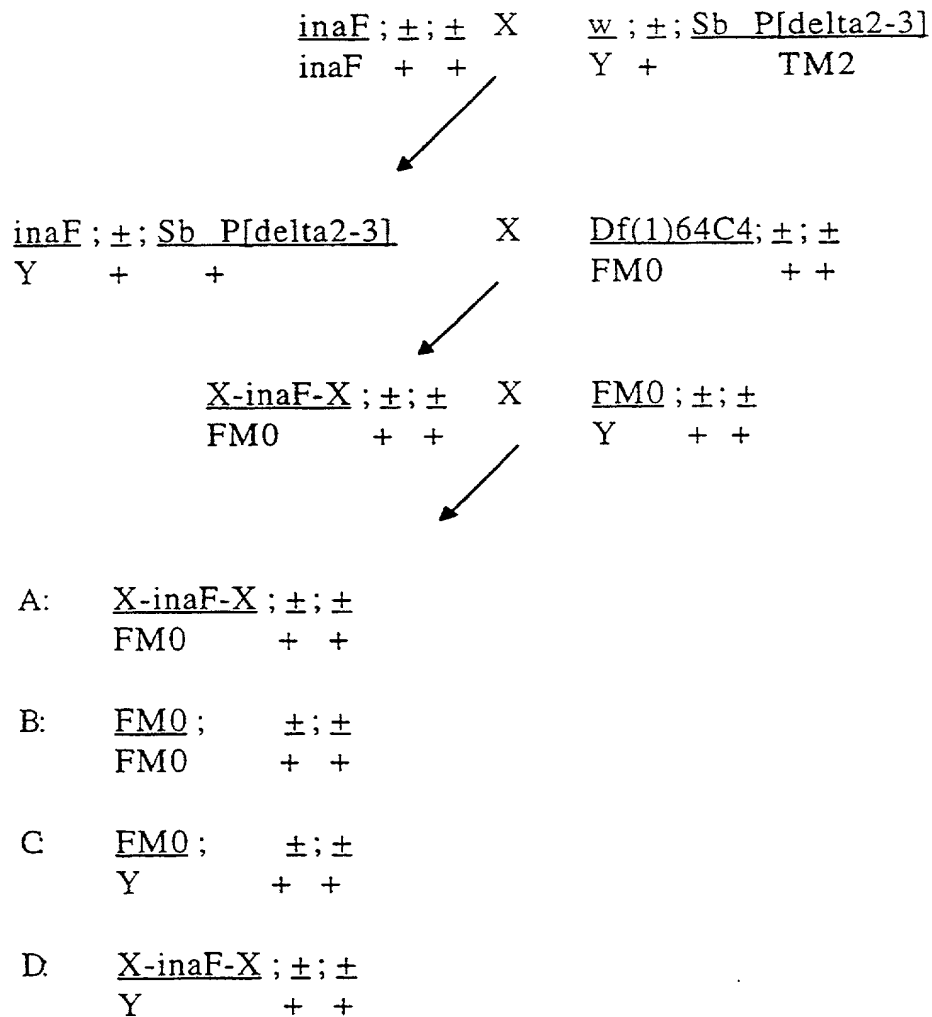 inaF ; ± ; ± X w ; ± ; Sb P[delta2-3]
inaF + + Y + TM2
inaF ; ± ; Sb P[delta2-3] X Df(1)64C4; ± ; ±
Y + + FM0 + +
X-inaF-X ; ± ; ± X FM0 ; ± ; ±
FM0 + + Y + +
A: X-inaF-X ; ± ; ±
FM0 + +
B: FM0 ; ± ; ±
FM0 + +
C: FM0 ; ± ; ±
Y + +
D: X-inaF-X ; ± ; ±
Y + +